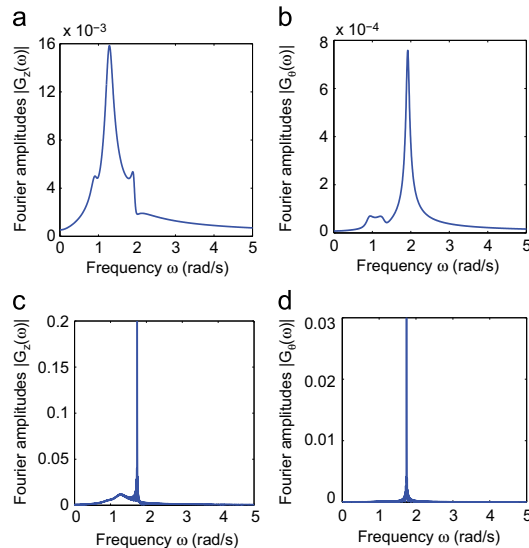 a
× 10⁻³
Fourier amplitudes |G_z(ω)|
16
12
8
4
0
0 1 2 3 4 5
Frequency ω (rad/s)
b
× 10⁻⁴
Fourier amplitudes |G_θ(ω)|
8
6
4
2
0
0 1 2 3 4 5
Frequency ω (rad/s)
c
Fourier amplitudes |G_z(ω)|
0.2
0.15
0.1
0.05
0
0 1 2 3 4 5
Frequency ω (rad/s)
d
Fourier amplitudes |G_θ(ω)|
0.03
0.02
0.01
0
0 1 2 3 4 5
Frequency ω (rad/s)